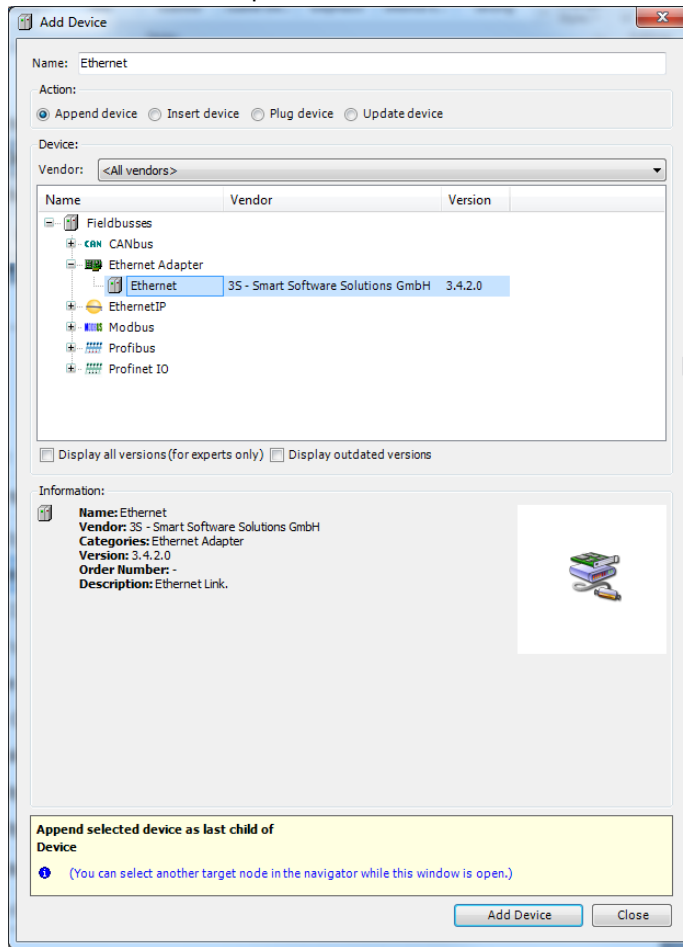 Add Device
Name: Ethernet
Action:
Append device Insert device Plug device Update device
Device:
Vendor: <All vendors>
Name Vendor Version
Fieldbusses
CAN CANbus
Ethernet Adapter
Ethernet 3S - Smart Software Solutions GmbH 3.4.2.0
EthernetIP
Modbus
Profibus
Profinet IO
Display all versions (for experts only) Display outdated versions
Information:
Name: Ethernet
Vendor: 3S - Smart Software Solutions GmbH
Categories: Ethernet Adapter
Version: 3.4.2.0
Order Number: -
Description: Ethernet Link.
Append selected device as last child of
Device
(You can select another target node in the navigator while this window is open.)
Add Device Close